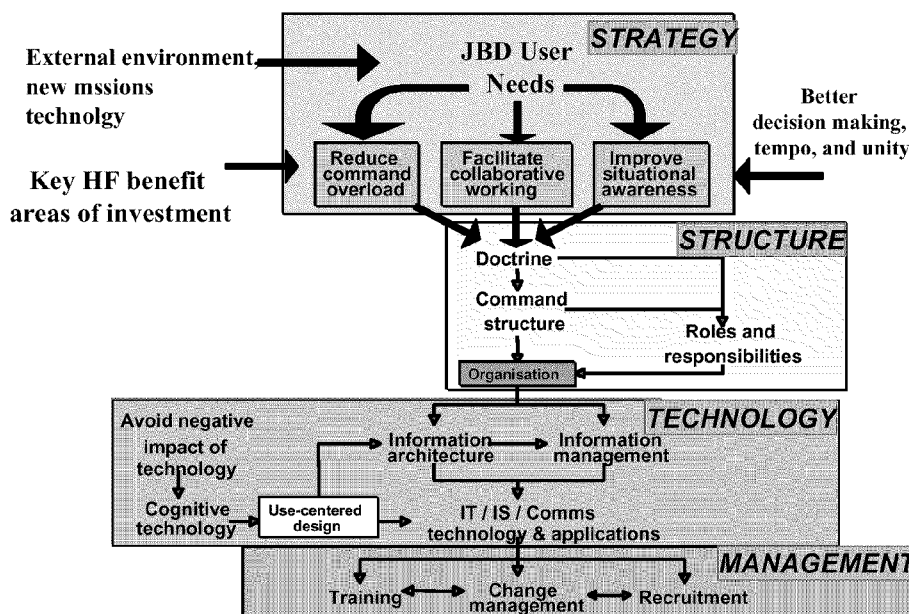 STRATEGY
External environment,
new mssions
technolgy
JBD User
Needs
Better
decision making,
tempo, and unity
Key HF benefit
areas of investment
Reduce
command
overload
Facilitate
collaborative
working
Improve
situational
awareness
STRUCTURE
Doctrine
Command
structure
Roles and
responsibilities
Organisation
TECHNOLOGY
Avoid negative
impact of
technology
Cognitive
technology
Use-centered
design
Information
architecture
Information
management
IT / IS / Comms
technology & applications
MANAGEMENT
Training
Change
management
Recruitment